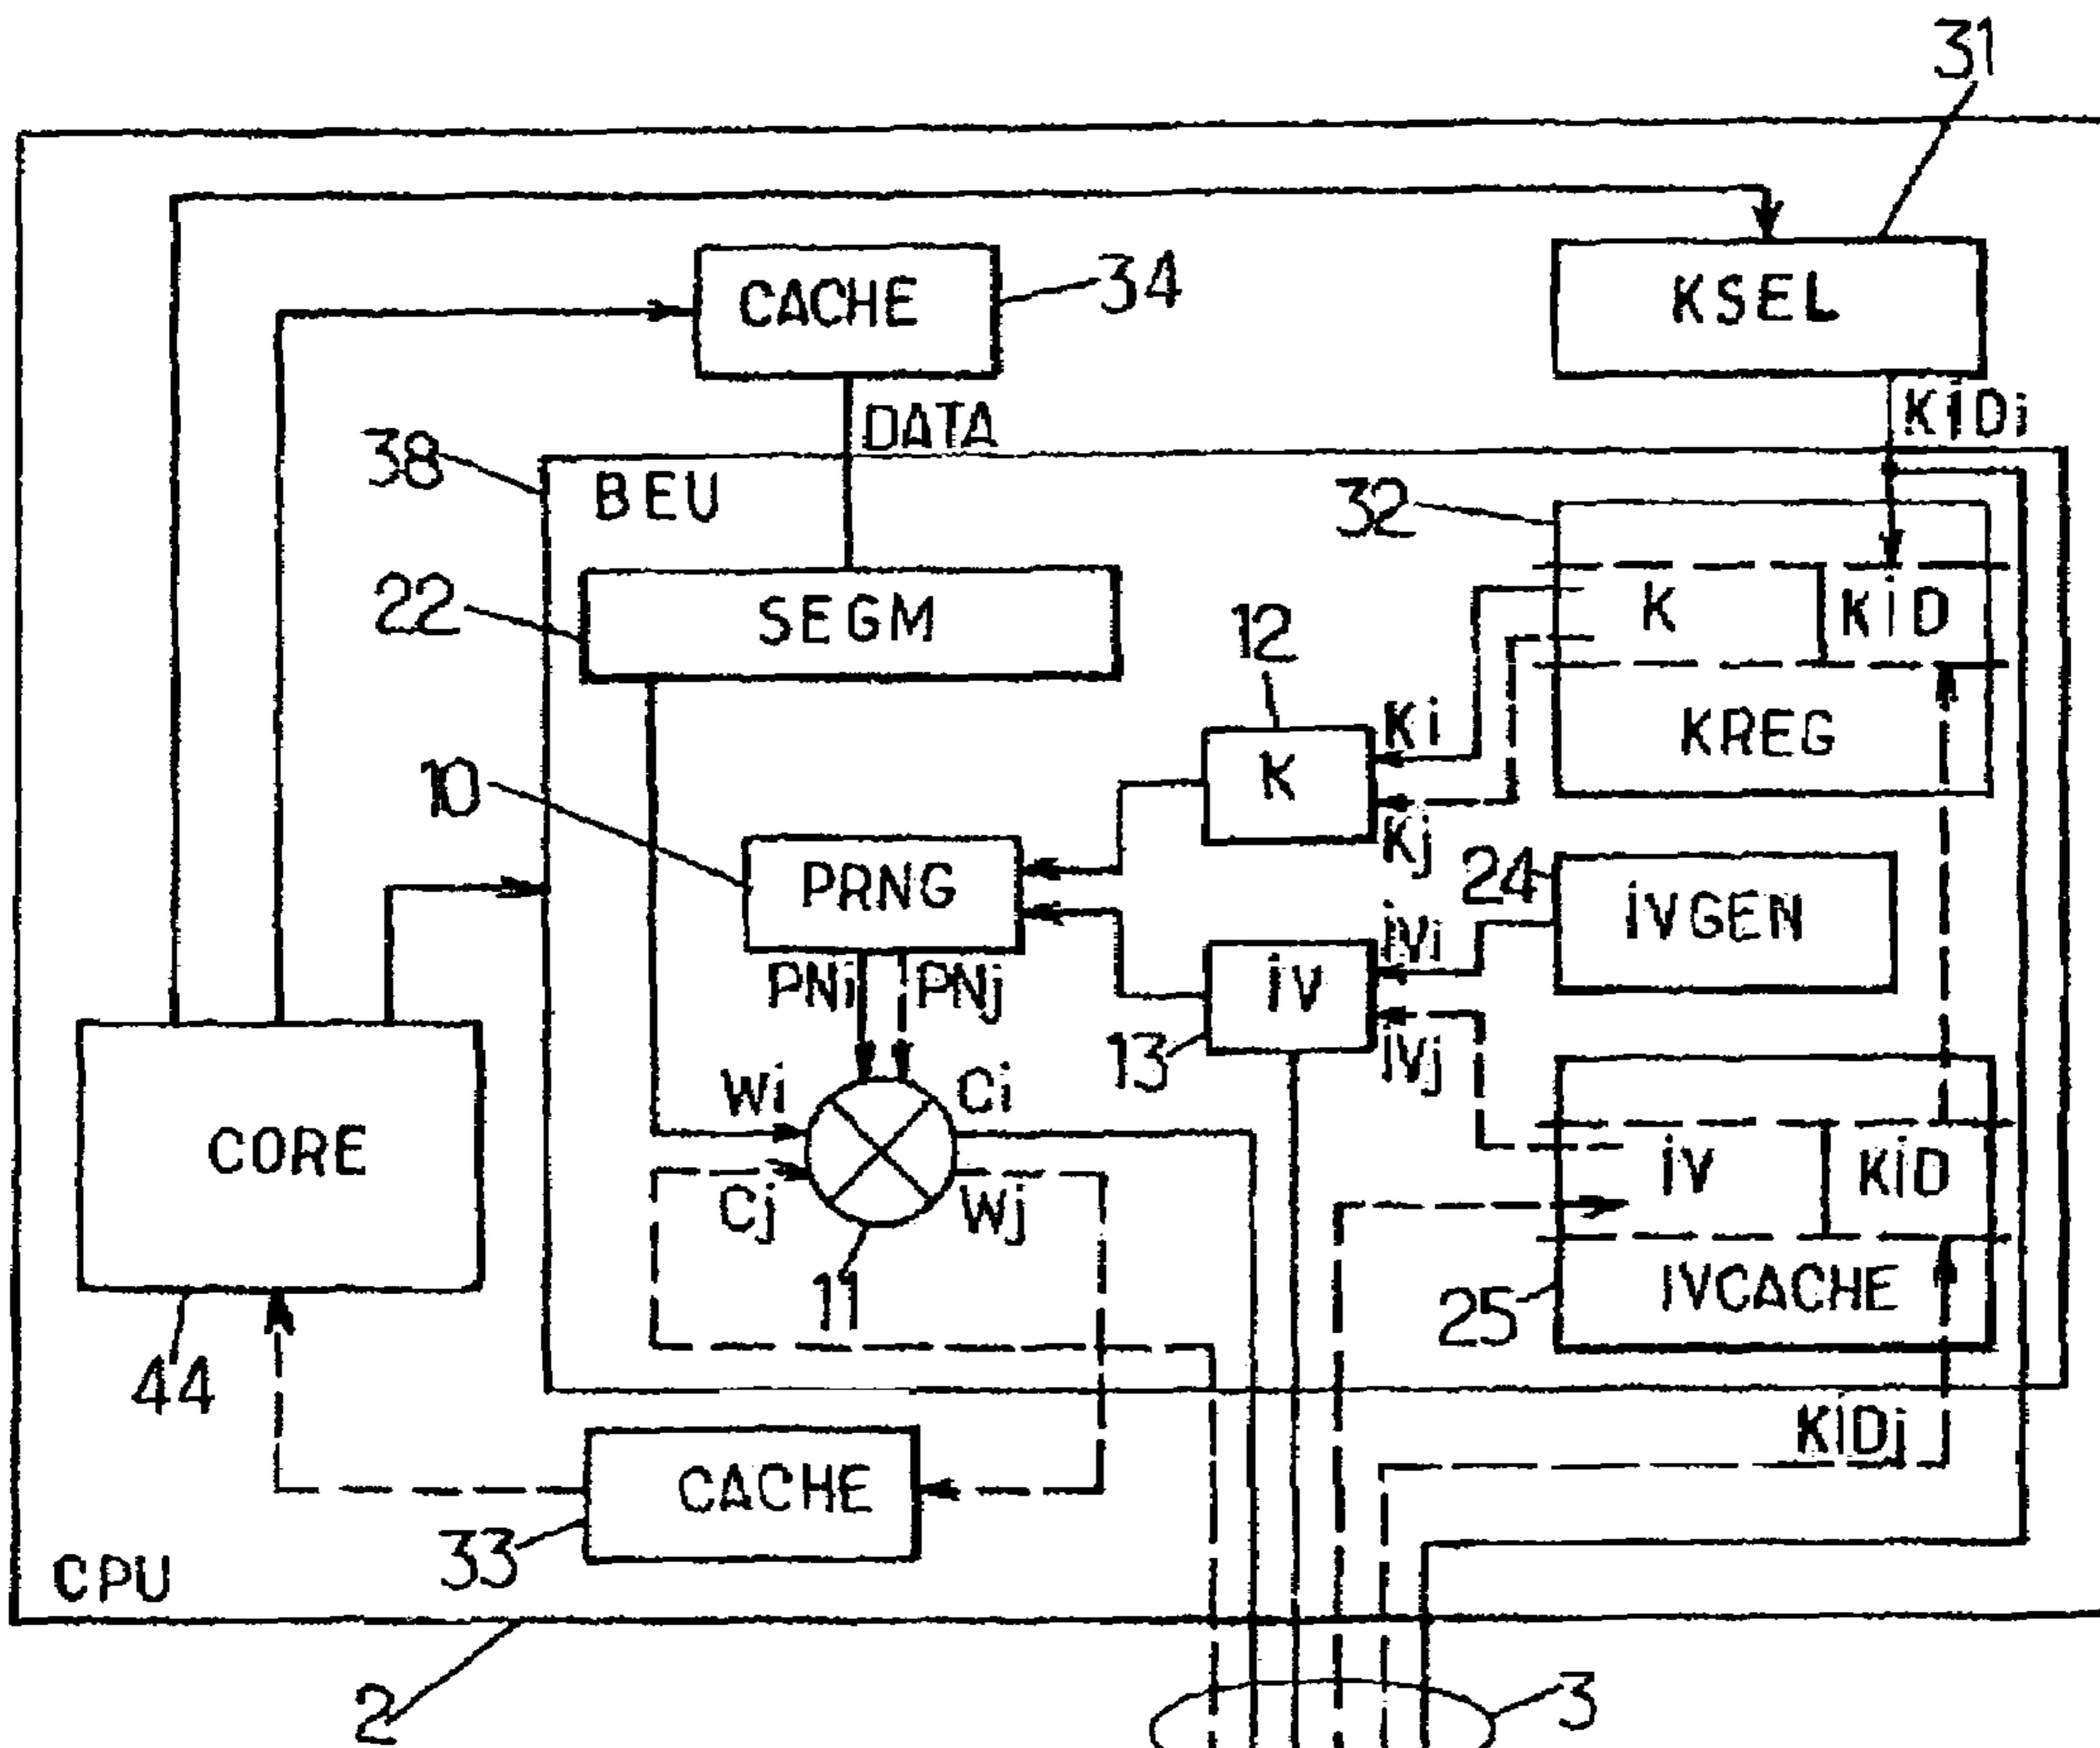 31
CACHE
34
KSEL
DATA
KiDi
38
BEU
32
22
SEGM
K
KiD
12
Ki
KREG
K
10
Kj
PRNG
24
iVGEN
iVi
PNi
PNj
iV
13
iVj
Wi
Ci
CORE
iV
KiD
Cj
Wj
11
25
iVCACHE
44
KiDj
CACHE
33
CPU
2
3